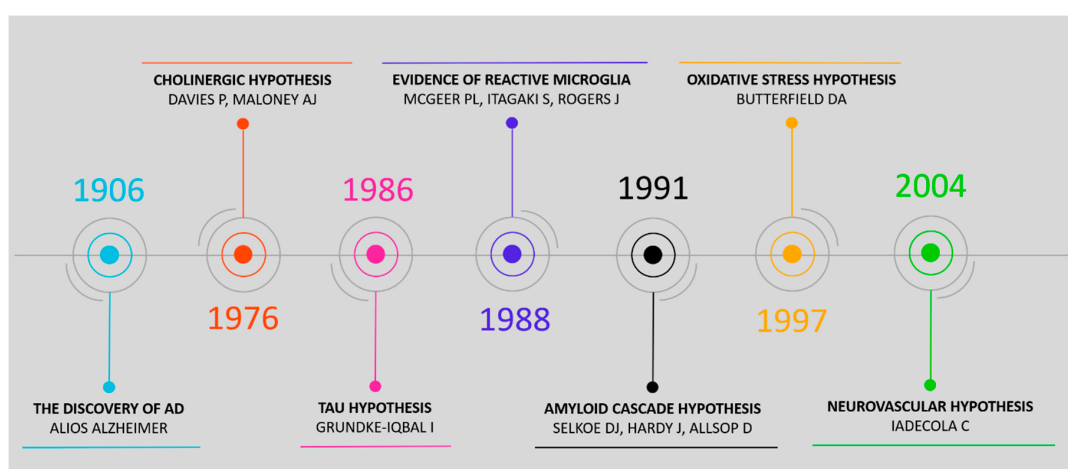 1906
THE DISCOVERY OF AD
ALIOS ALZHEIMER
CHOLINERGIC HYPOTHESIS
DAVIES P, MALONEY AJ
1976
1986
TAU HYPOTHESIS
GRUNDKE-IQBAL I
EVIDENCE OF REACTIVE MICROGLIA
MCGEER PL, ITAGAKI S, ROGERS J
1988
1991
AMYLOID CASCADE HYPOTHESIS
SELKOE DJ, HARDY J, ALLSOP D
OXIDATIVE STRESS HYPOTHESIS
BUTTERFIELD DA
1997
2004
NEUROVASCULAR HYPOTHESIS
IADECOLA C